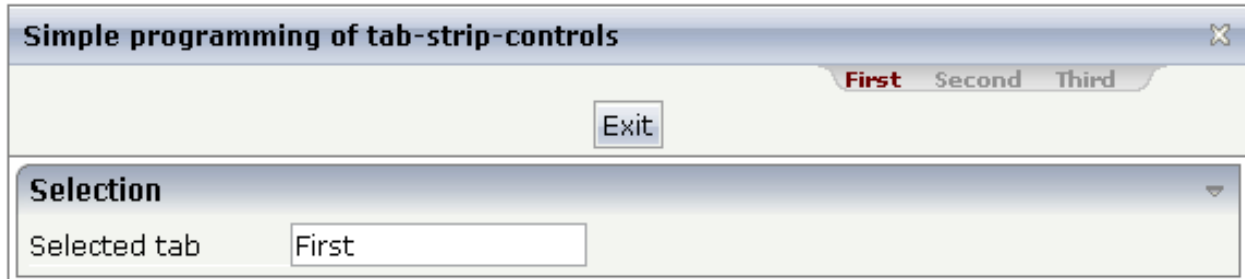 Simple programming of tab-strip-controls
First Second Third
Exit
Selection
Selected tab First